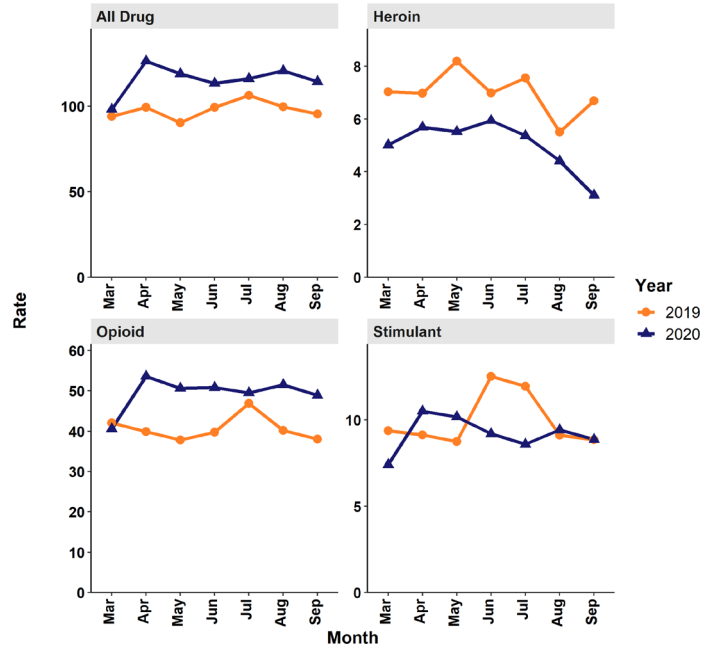 All Drug
Heroin
100
50
0
8
6
4
2
0
Mar Apr May Jun Jul Aug Sep
Mar Apr May Jun Jul Aug Sep
Rate
Year
2019
2020
Opioid
Stimulant
60
50
40
30
20
10
0
10
5
0
Mar Apr May Jun Jul Aug Sep
Mar Apr May Jun Jul Aug Sep
Month